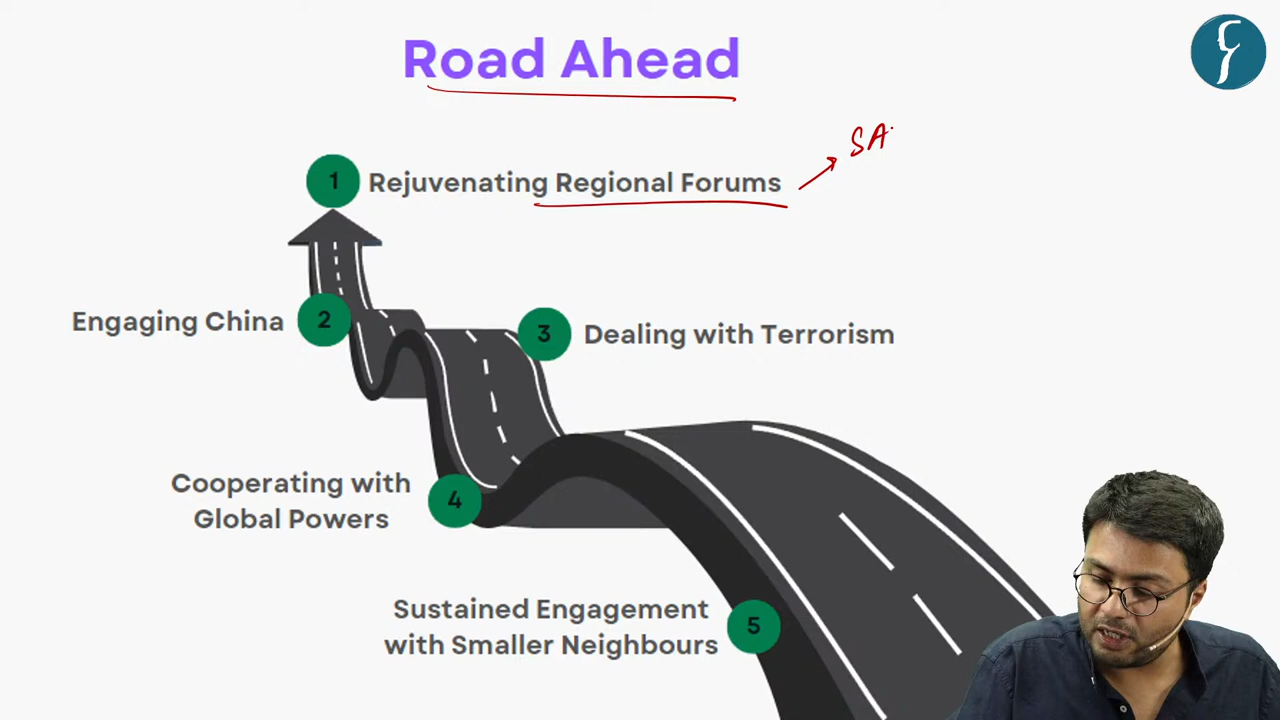 Road Ahead
SA
1
Rejuvenating Regional Forums
Engaging China
2
3
Dealing with Terrorism
Cooperating with
Global Powers
4
Sustained Engagement
with Smaller Neighbours
5